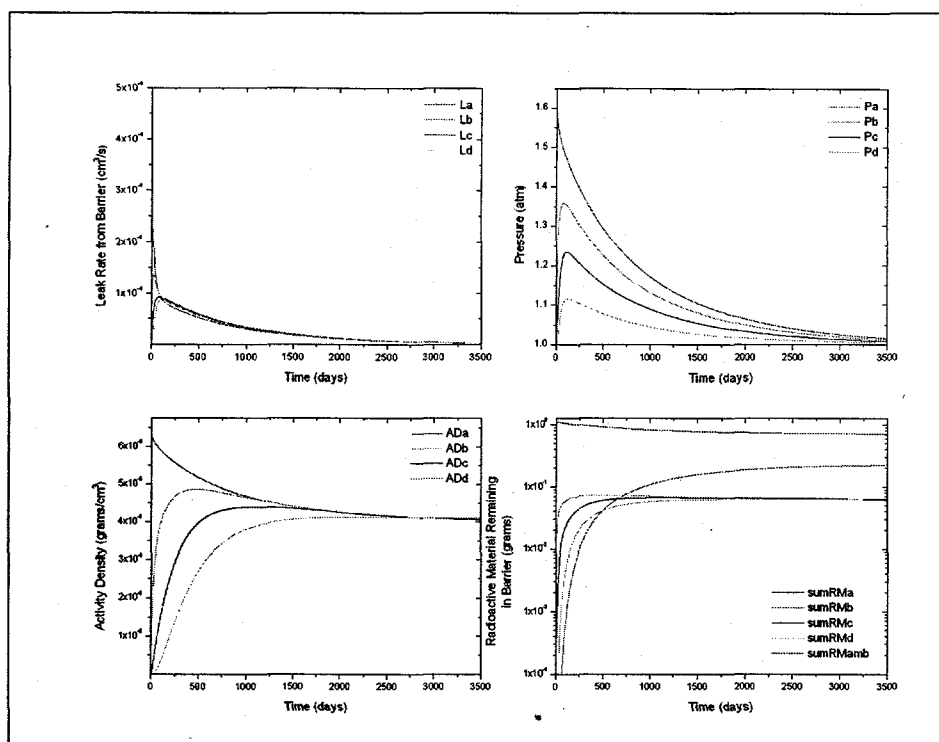 Leak Rate from Barrier (cm³/s)
5x10⁻⁴
4x10⁻⁴
3x10⁻⁴
2x10⁻⁴
1x10⁻⁴
La
Lb
Lc
Ld
0 500 1000 1500 2000 2500 3000 3500
Time (days)
Pressure (atm)
1.6
1.5
1.4
1.3
1.2
1.1
1.0
Pa
Pb
Pc
Pd
0 500 1000 1500 2000 2500 3000 3500
Time (days)
Activity Density (grams/cm³)
ADa
ADb
ADc
ADd
0 500 1000 1500 2000 2500 3000 3500
Time (days)
Radioactive Material Remaining
in Barrier (grams)
sumRMa
sumRMb
sumRMc
sumRMd
sumRMamb
0 500 1000 1500 2000 2500 3000 3500
Time (days)